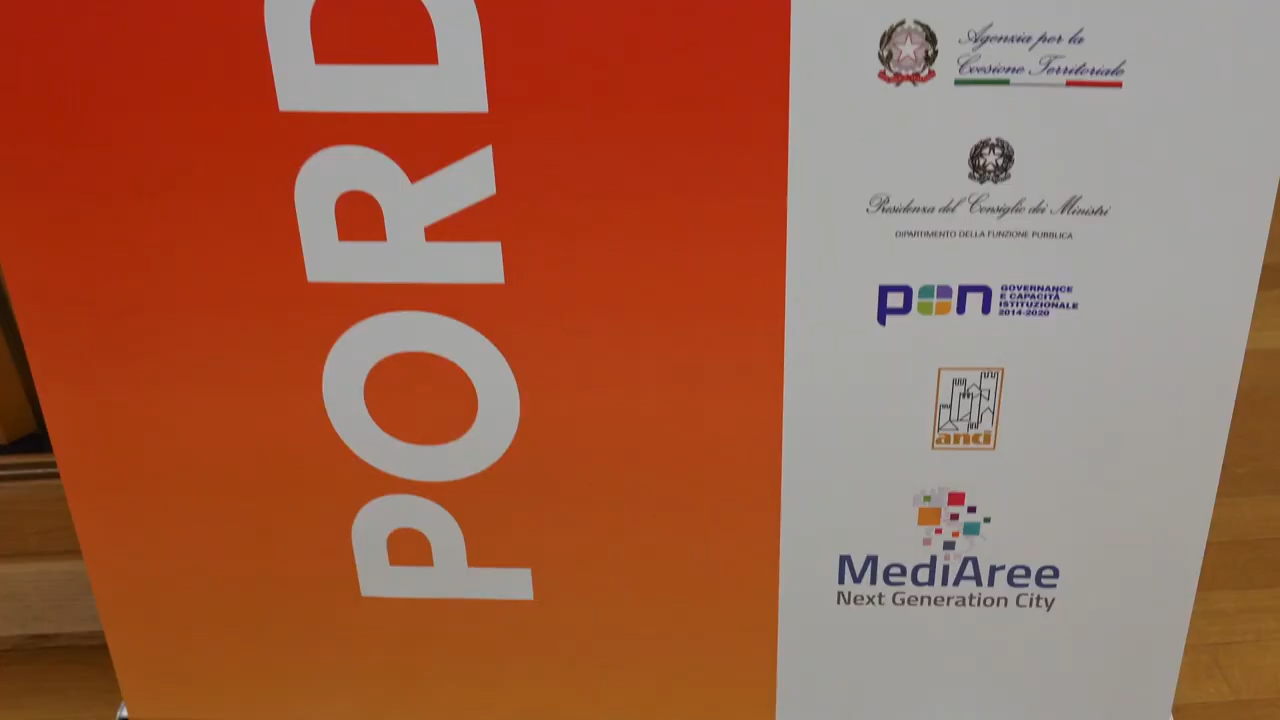 PORD
Agenzia per la
Coesione Territoriale
Presidenza del Consiglio dei Ministri
DIPARTIMENTO DELLA FUNZIONE PUBBLICA
pon
GOVERNANCE
E CAPACITÀ
ISTITUZIONALE
2014-2020
anci
MediAree
Next Generation City